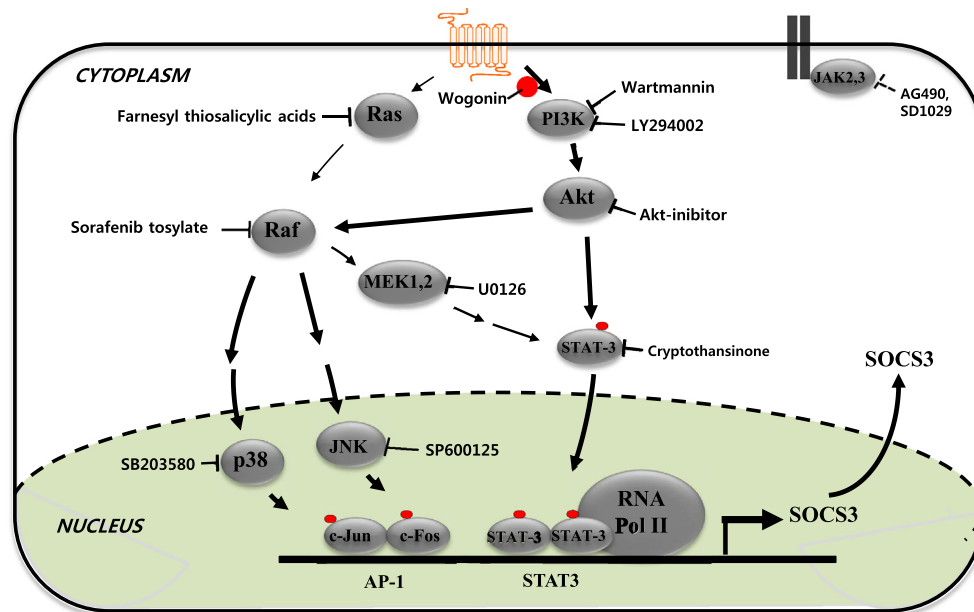 CYTOPLASM
Wogonin
JAK2,3
AG490,
SD1029
Wartmannin
Farnesyl thiosalicylic acids
Ras
PI3K
LY294002
Akt
Akt-inibitor
Sorafenib tosylate
Raf
MEK1,2
U0126
STAT-3
Cryptothansinone
SOCS3
SB203580
p38
JNK
SP600125
RNA
Pol II
NUCLEUS
c-Jun
c-Fos
STAT-3
STAT-3
SOCS3
AP-1
STAT3